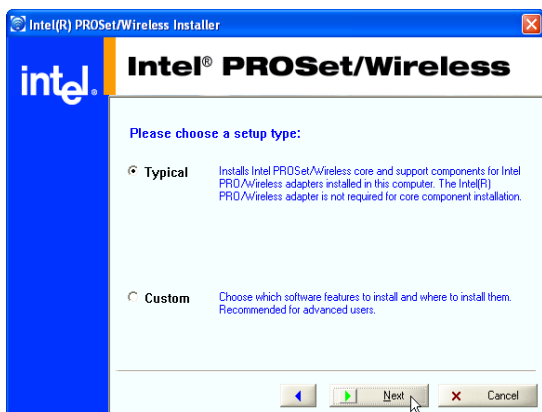 Intel(R) PROSet/Wireless Installer
intel.
Intel® PROSet/Wireless
Please choose a setup type:
Typical
Installs Intel PROSet/Wireless core and support components for Intel
PRO/Wireless adapters installed in this computer. The Intel(R)
PRO/Wireless adapter is not required for core component installation.
Custom
Choose which software features to install and where to install them.
Recommended for advanced users.
Next
Cancel